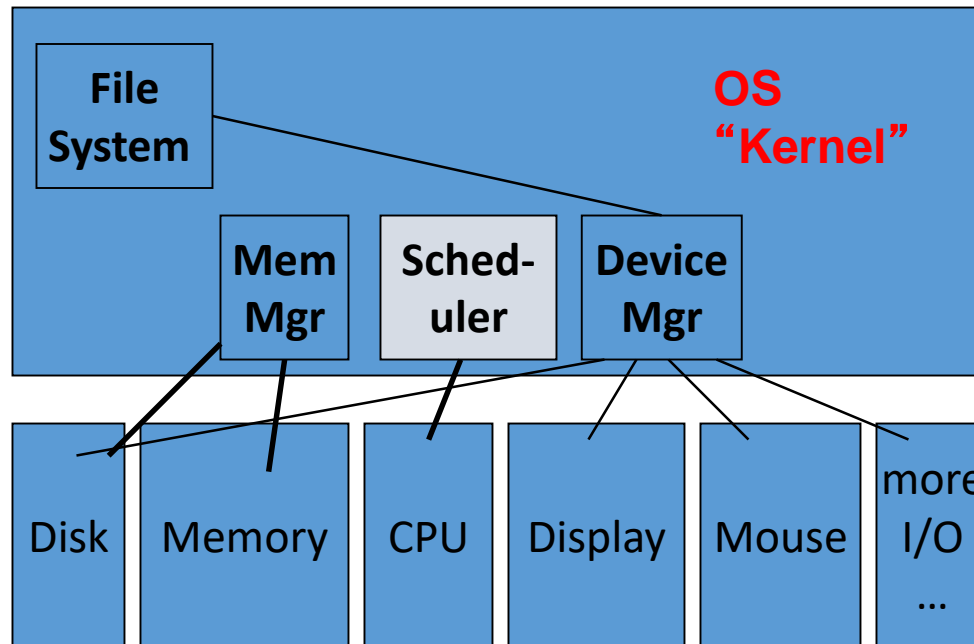 File
System
OS
“Kernel”
Mem
Mgr
Sched-
uler
Device
Mgr
Disk
Memory
CPU
Display
Mouse
more
I/O
...